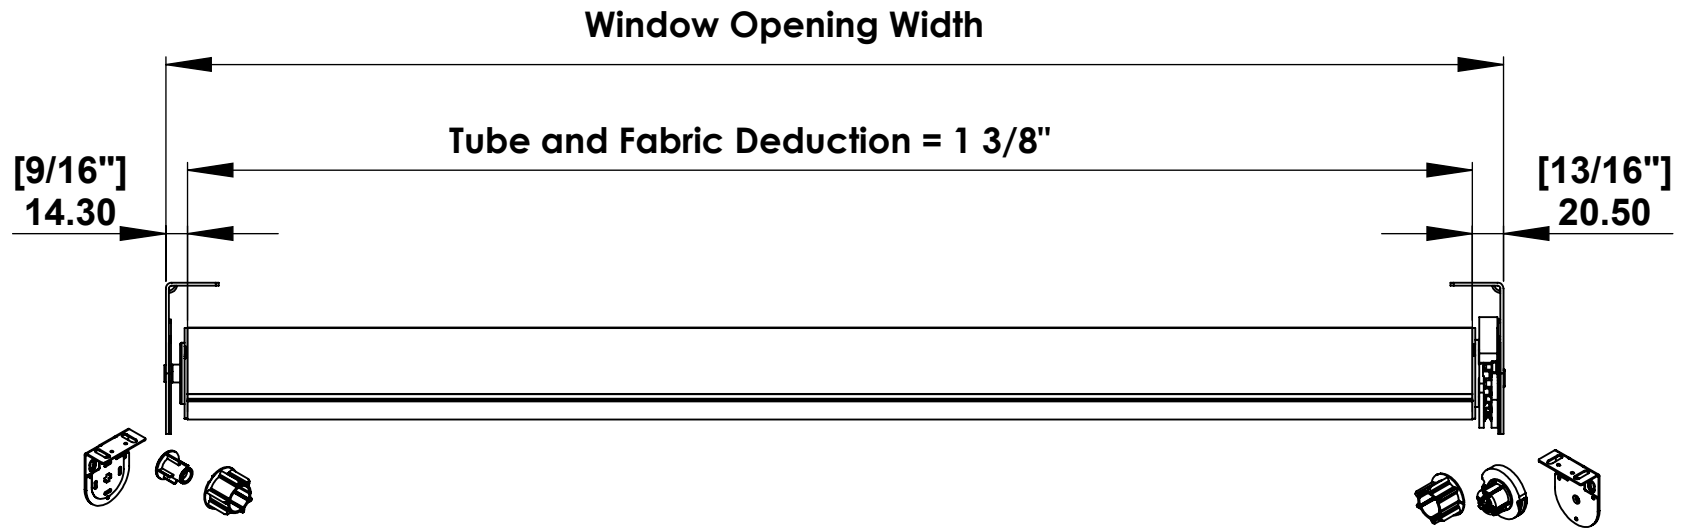 Window Opening Width
Tube and Fabric Deduction = 1 3/8"
[9/16"]
14.30
[13/16"]
20.50